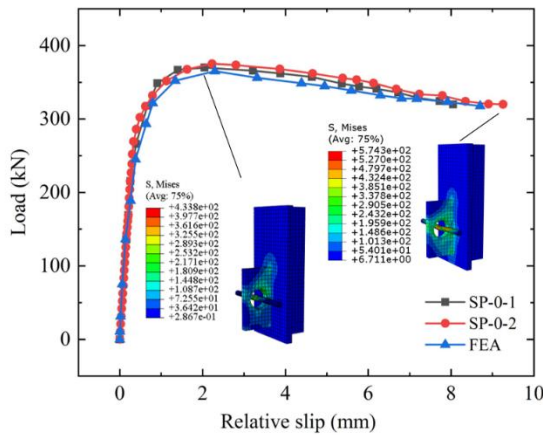 400
300
200
100
0
Load (kN)
S, Mises
(Avg: 75%)
+4.338e+02
+3.977e+02
+3.616e+02
+3.255e+02
+2.893e+02
+2.532e+02
+2.171e+02
+1.809e+02
+1.448e+02
+1.087e+02
+7.255e+01
+3.642e+01
+2.867e-01
S, Mises
(Avg: 75%)
+5.743e+02
+5.270e+02
+4.797e+02
+4.324e+02
+3.851e+02
+3.378e+02
+2.905e+02
+2.432e+02
+1.959e+02
+1.486e+02
+1.013e+02
+5.401e+01
+6.711e+00
SP-0-1
SP-0-2
FEA
0 2 4 6 8 10
Relative slip (mm)